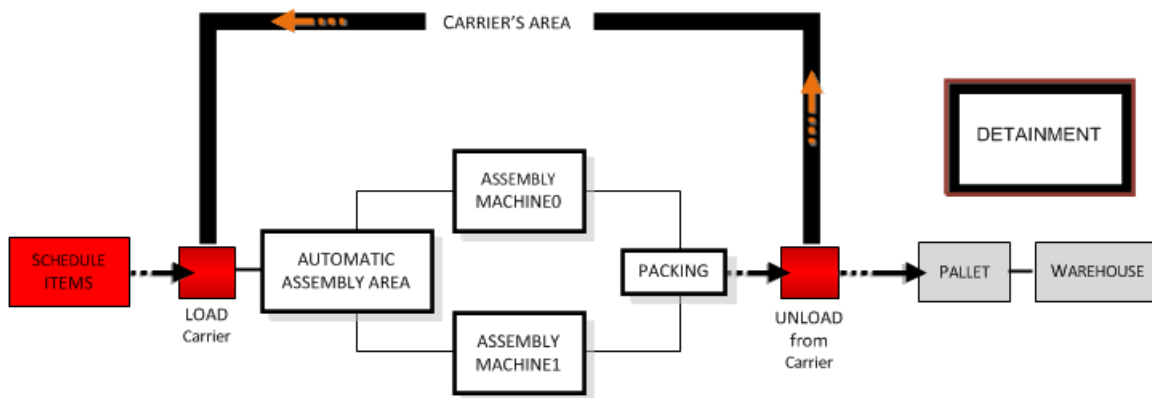 CARRIER'S AREA
DETAINMENT
ASSEMBLY
MACHINE0
SCHEDULE
ITEMS
AUTOMATIC
ASSEMBLY AREA
PACKING
PALLET
WAREHOUSE
LOAD
Carrier
UNLOAD
from
Carrier
ASSEMBLY
MACHINE1